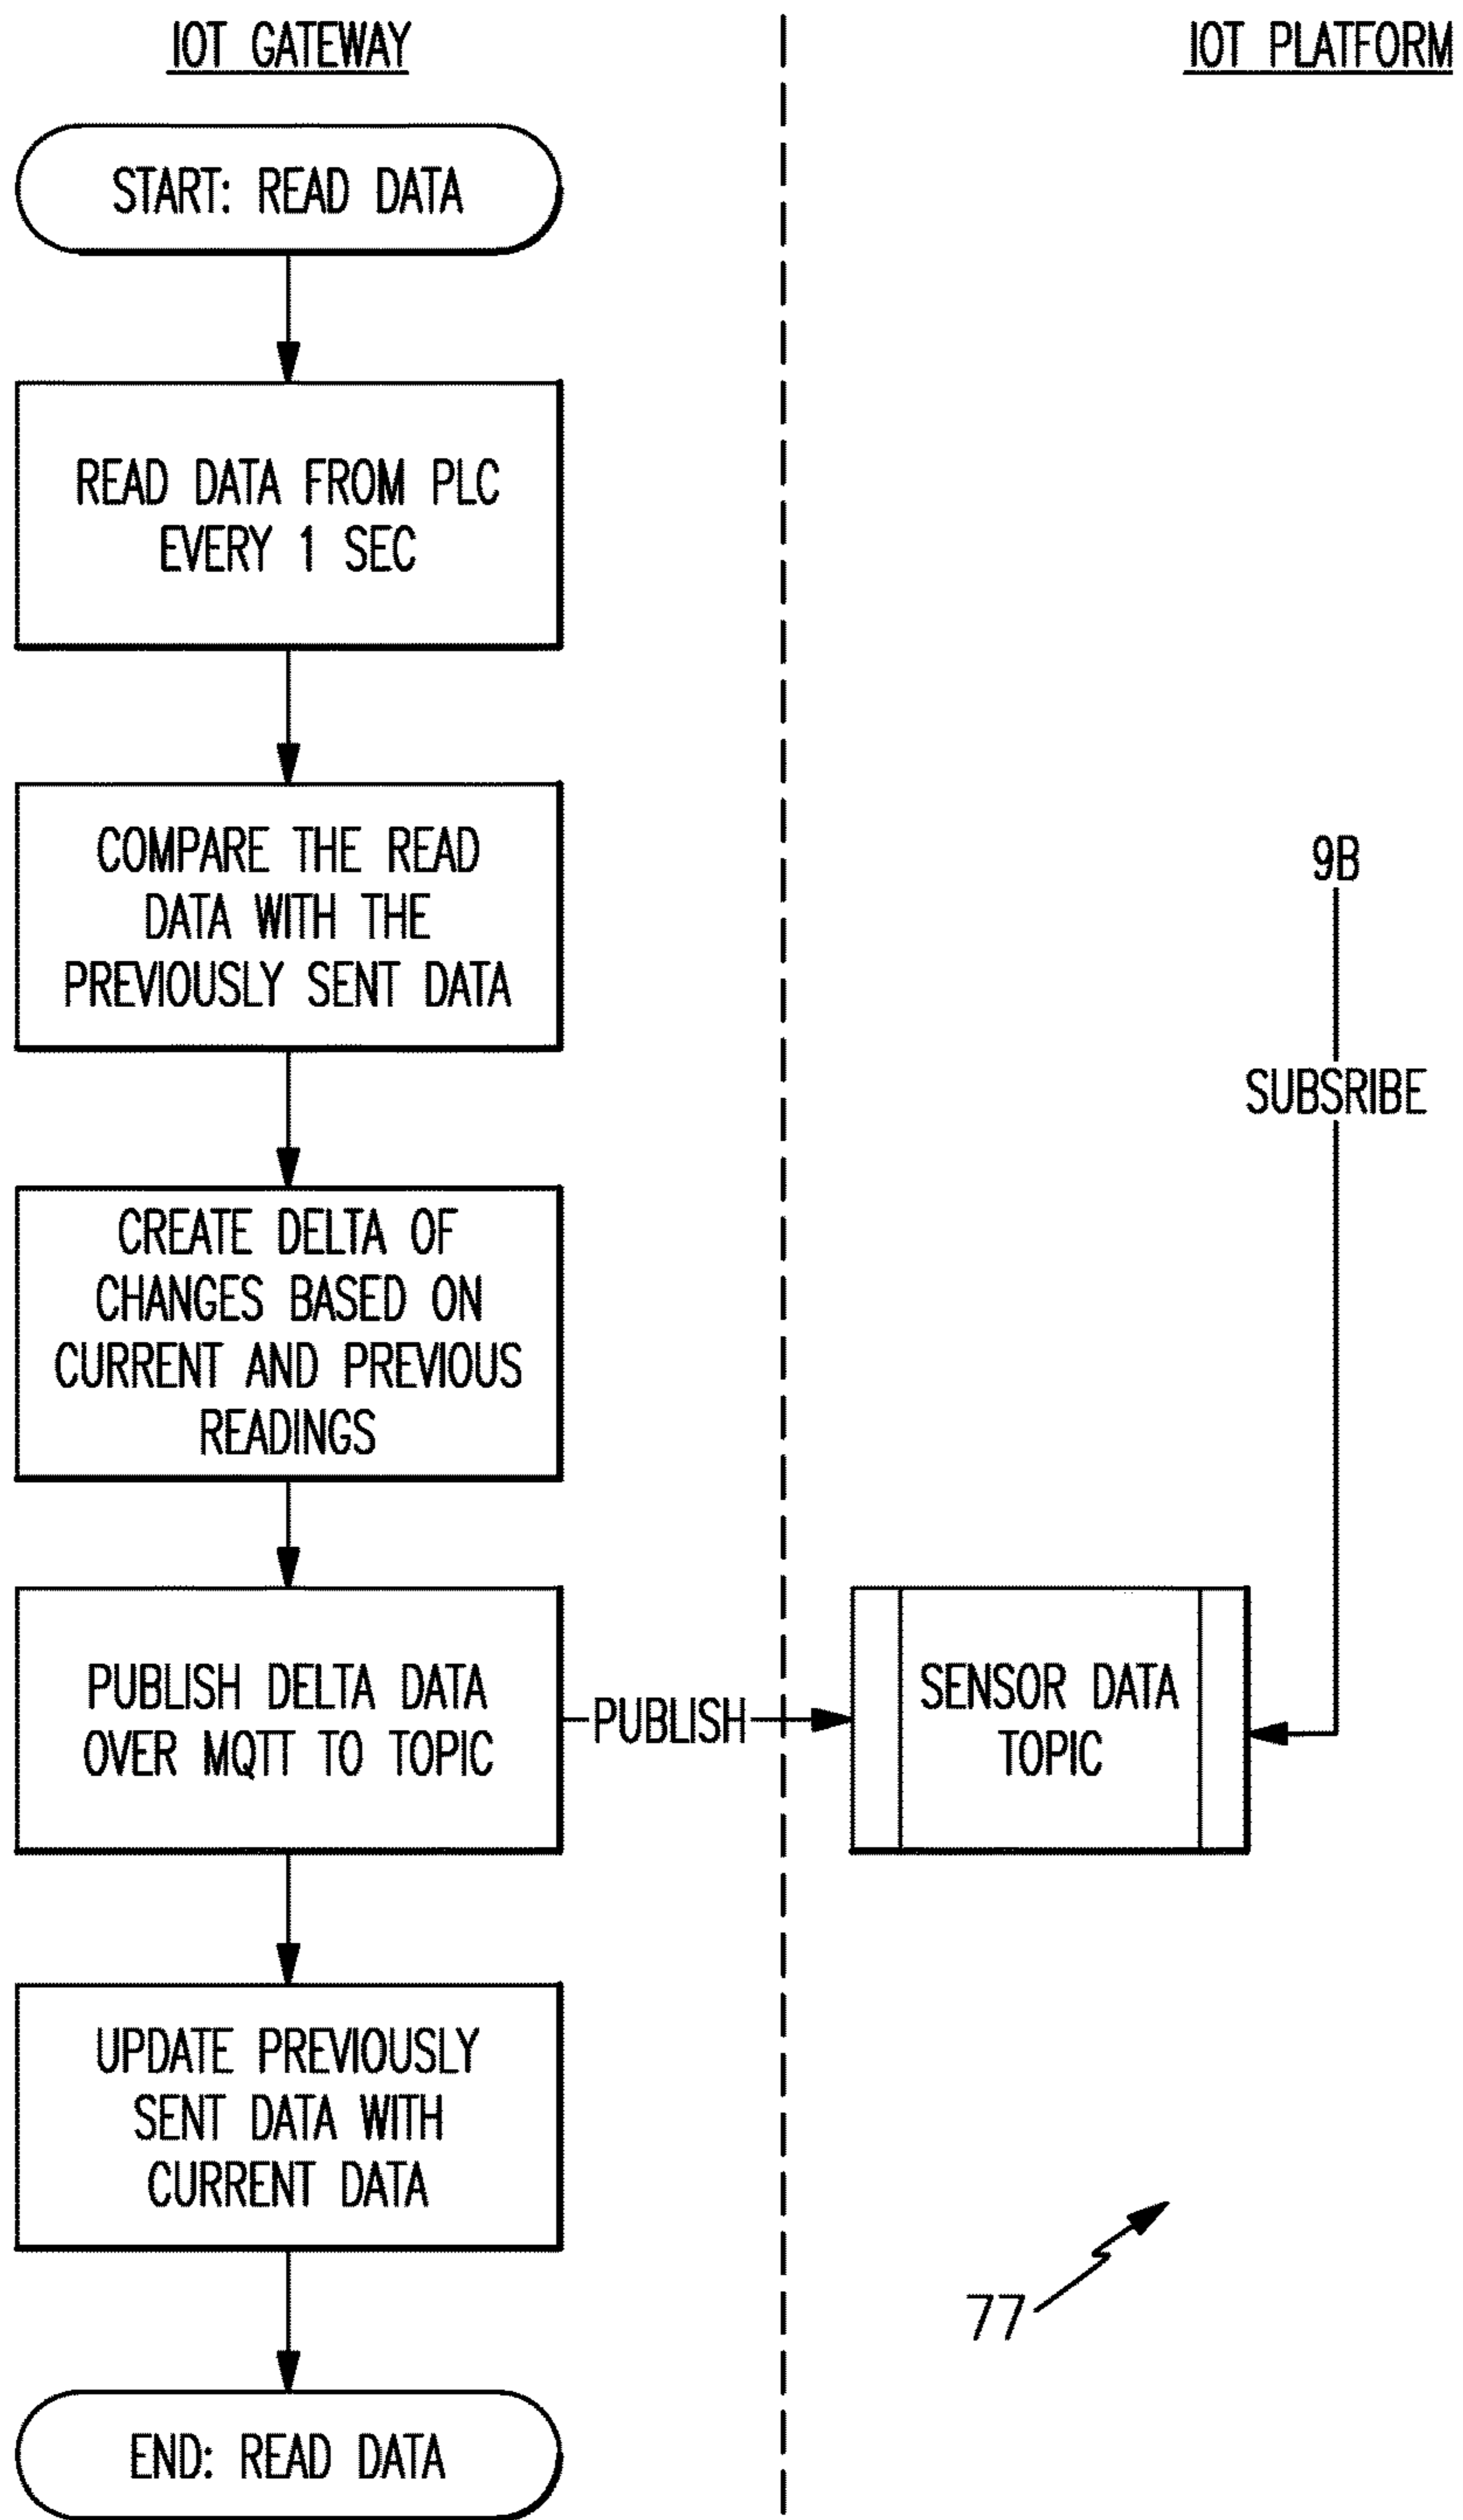 IOT GATEWAY
IOT PLATFORM
START: READ DATA
READ DATA FROM PLC
EVERY 1 SEC
COMPARE THE READ
DATA WITH THE
PREVIOUSLY SENT DATA
9B
SUBSRIBE
CREATE DELTA OF
CHANGES BASED ON
CURRENT AND PREVIOUS
READINGS
PUBLISH DELTA DATA
OVER MQTT TO TOPIC
PUBLISH
SENSOR DATA
TOPIC
UPDATE PREVIOUSLY
SENT DATA WITH
CURRENT DATA
77
END: READ DATA